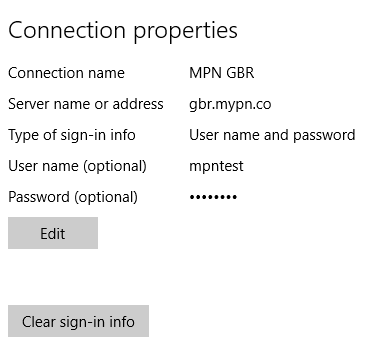 Connection properties
Connection name MPN GBR
Server name or address gbr.mypn.co
Type of sign-in info User name and password
User name (optional) mpntest
Password (optional) ••••••••
Edit
Clear sign-in info